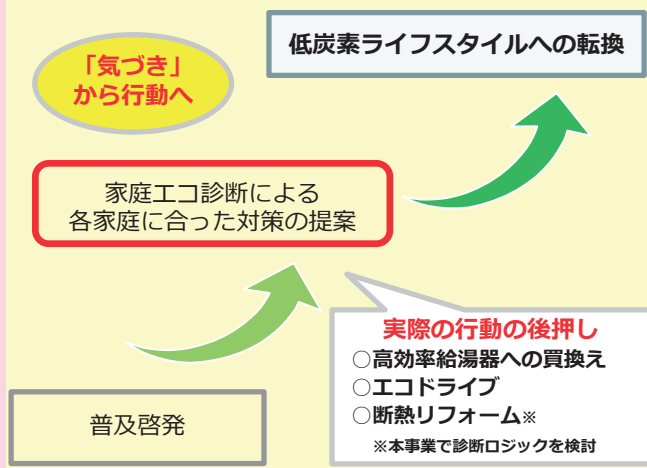 低炭素ライフスタイルへの転換
「気づき」
から行動へ
家庭エコ診断による
各家庭に合った対策の提案
実際の行動の後押し
○高効率給湯器への買換え
○エコドライブ
○断熱リフォーム※
※本事業で診断ロジックを検討
普及啓発